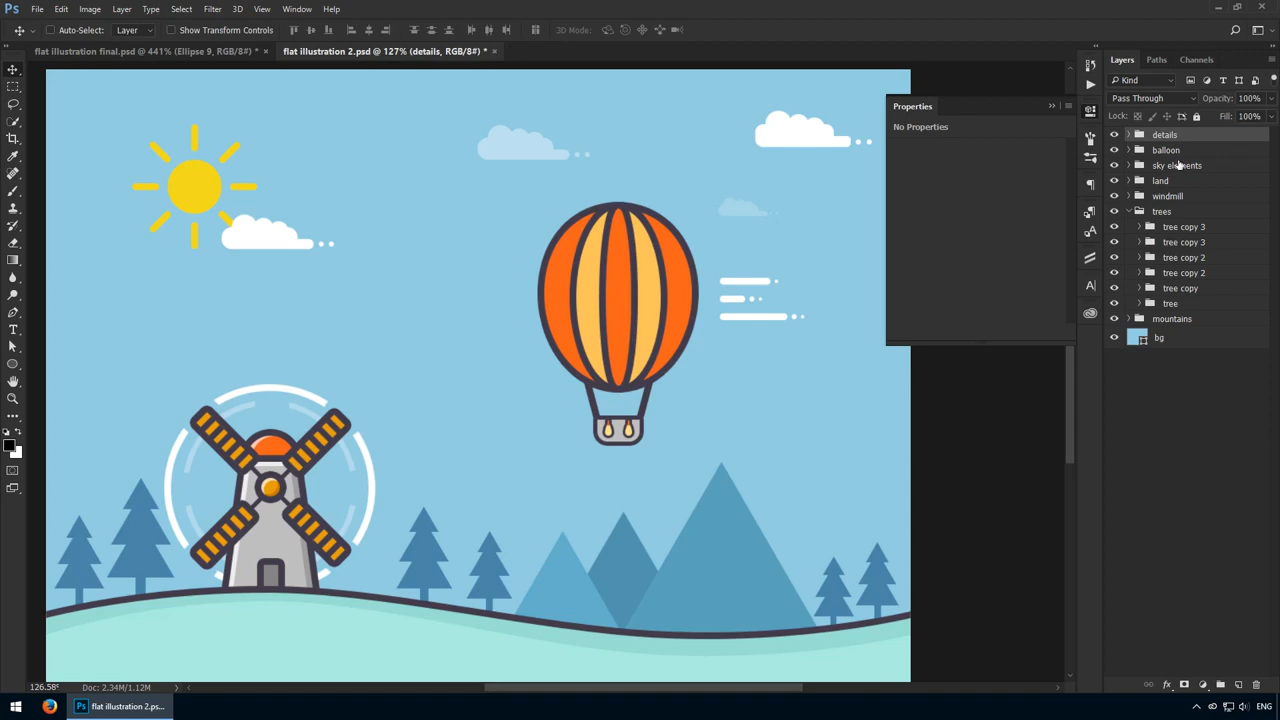 Ps File Edit Image Layer Type Select Filter 3D View Window Help
Auto-Select: Layer Show Transform Controls 3D Mode:
flat illustration final.psd @ 441% (Ellipse 9, RGB/8#) * × flat illustration 2.psd @ 127% (details, RGB/8#) * ×
Layers Paths Channels
Kind
Pass Through Opacity: 100%
Lock: Fill: 100%
Properties
No Properties
details
balloon
sky elements
land
windmill
trees
tree copy 3
tree copy 3
tree copy 2
tree copy 2
tree copy
tree
mountains
bg
126.58% Doc: 2.34M/1.12M
Ps flat illustration 2.ps... ENG